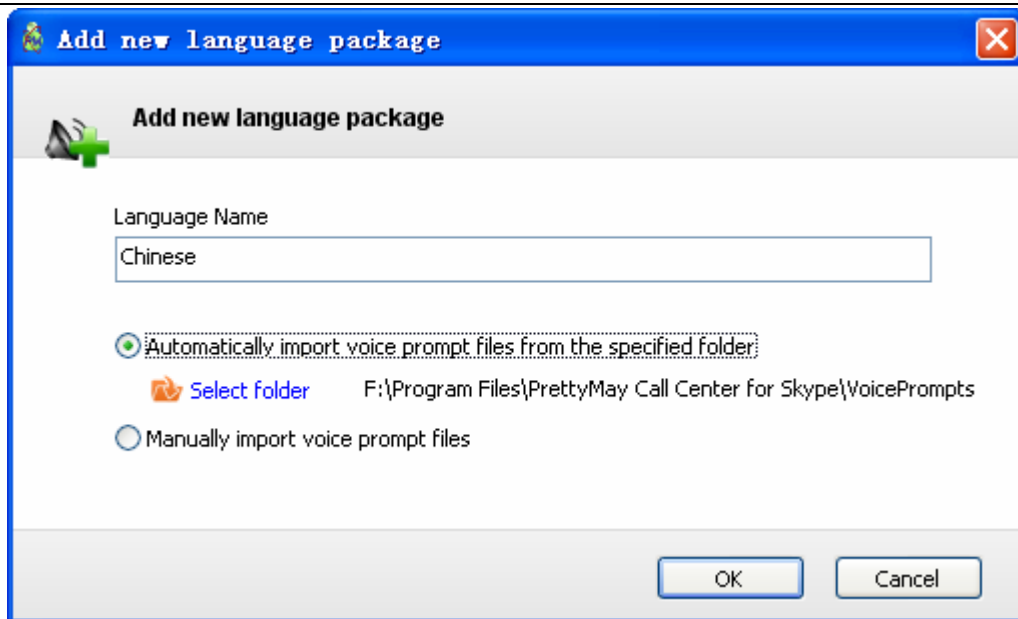 Add new language package
Add new language package
Language Name
Chinese
Automatically import voice prompt files from the specified folder
Select folder F:\Program Files\PrettyMay Call Center for Skype\VoicePrompts
Manually import voice prompt files
OK Cancel